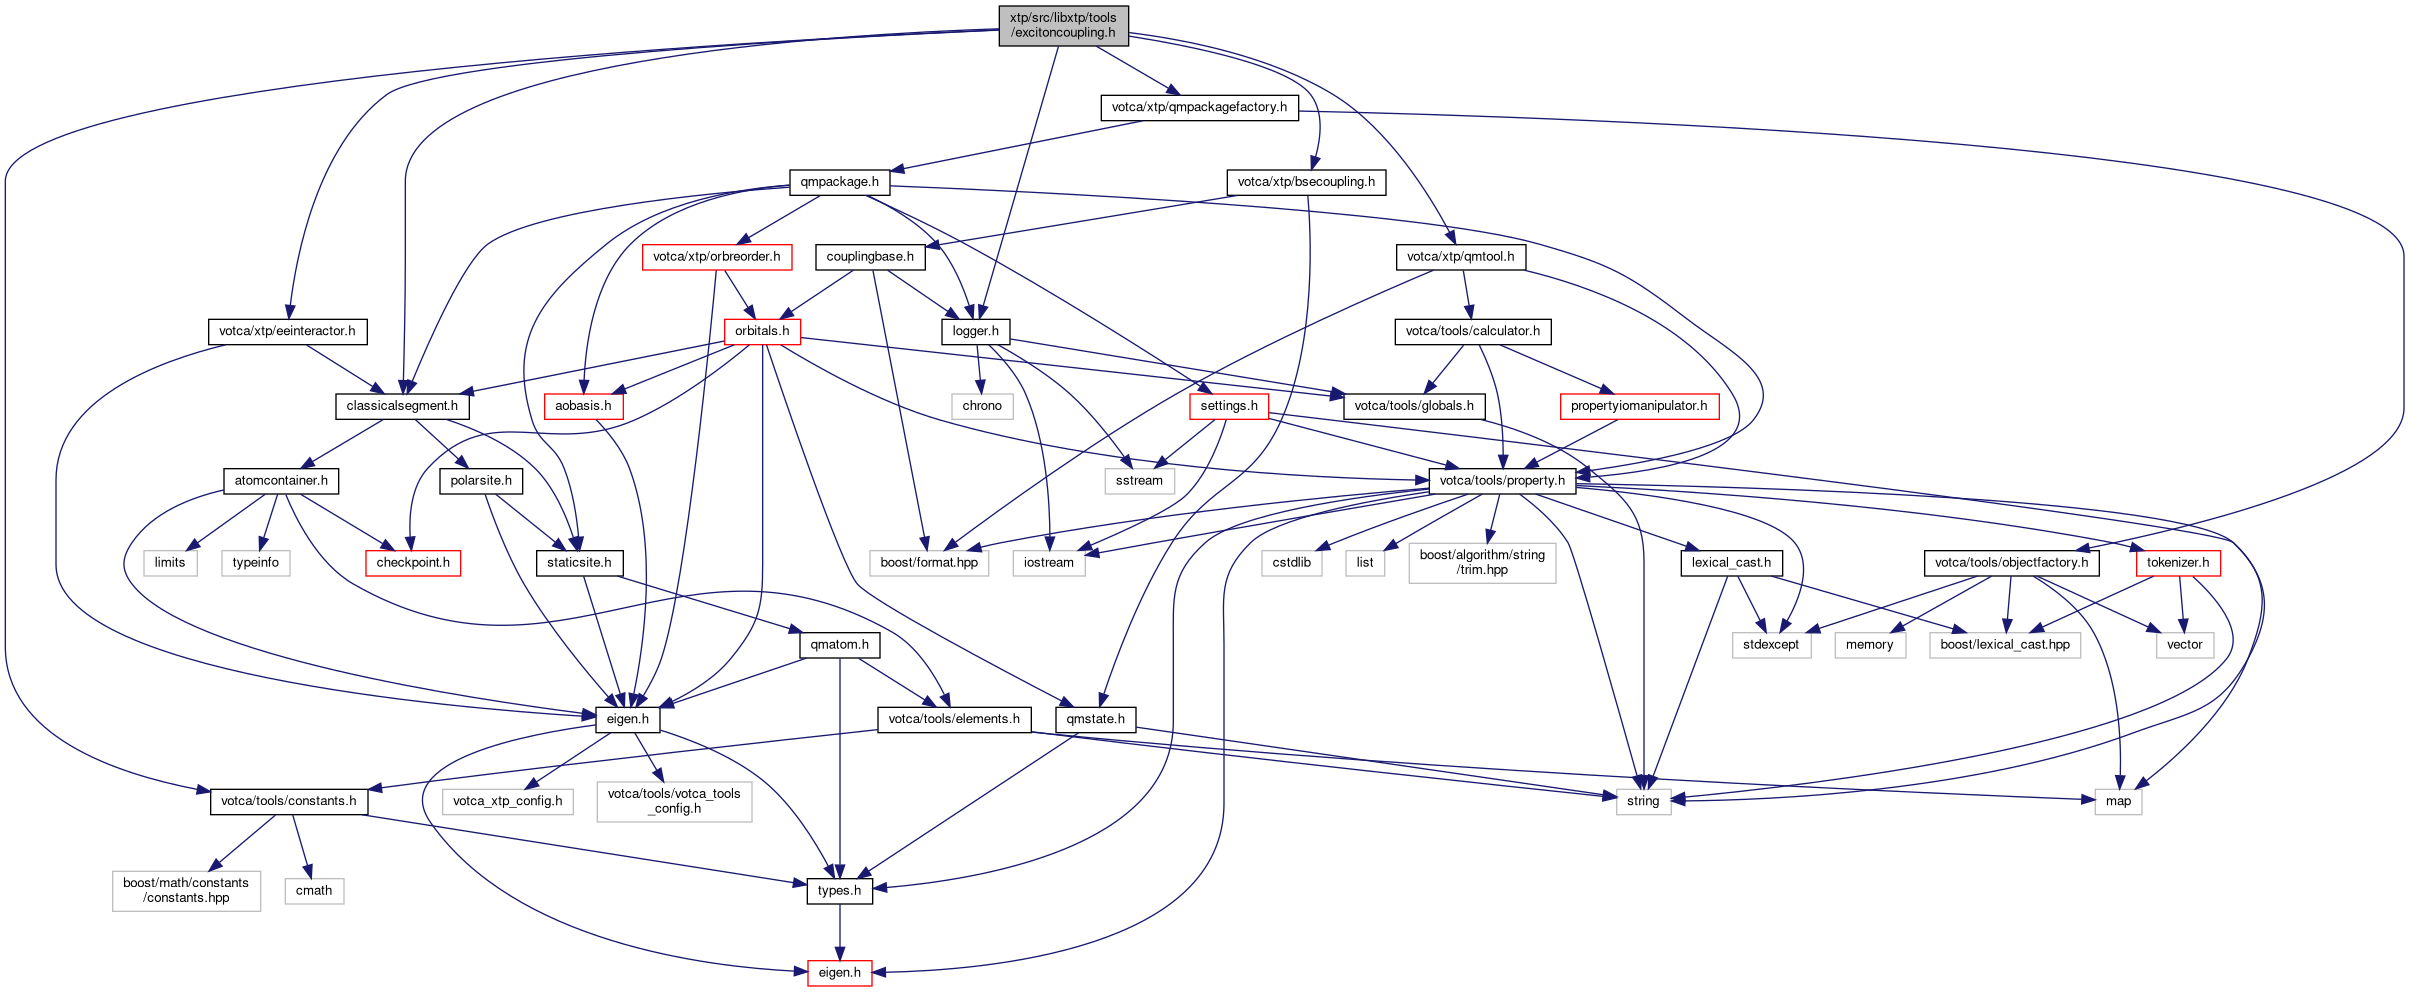 xtp/src/libxtp/tools
/excitoncoupling.h
votca/xtp/qmpackagefactory.h
qmpackage.h
votca/xtp/bsecoupling.h
votca/xtp/orbreorder.h
couplingbase.h
votca/xtp/qmtool.h
votca/xtp/eeinteractor.h
orbitals.h
logger.h
votca/tools/calculator.h
classicalsegment.h
aobasis.h
chrono
settings.h
votca/tools/globals.h
propertyiomanipulator.h
atomcontainer.h
polarsite.h
sstream
votca/tools/property.h
limits
typeinfo
checkpoint.h
staticsite.h
boost/format.hpp
iostream
cstdlib
list
boost/algorithm/string
/trim.hpp
lexical_cast.h
votca/tools/objectfactory.h
tokenizer.h
qmatom.h
stdexcept
memory
boost/lexical_cast.hpp
vector
eigen.h
votca/tools/elements.h
qmstate.h
votca/tools/constants.h
votca_xtp_config.h
votca/tools/votca_tools
_config.h
string
map
boost/math/constants
/constants.hpp
cmath
types.h
eigen.h